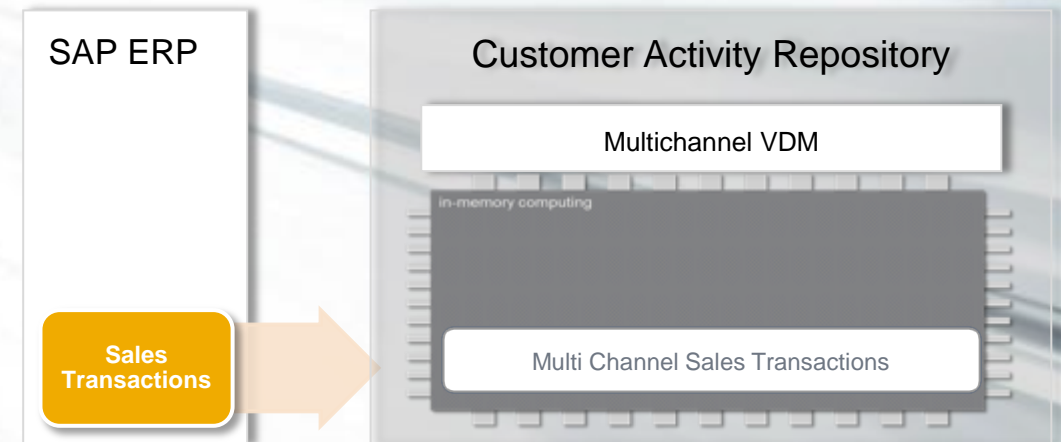 SAP ERP
Customer Activity Repository
Multichannel VDM
in-memory computing
Sales
Transactions
Multi Channel Sales Transactions